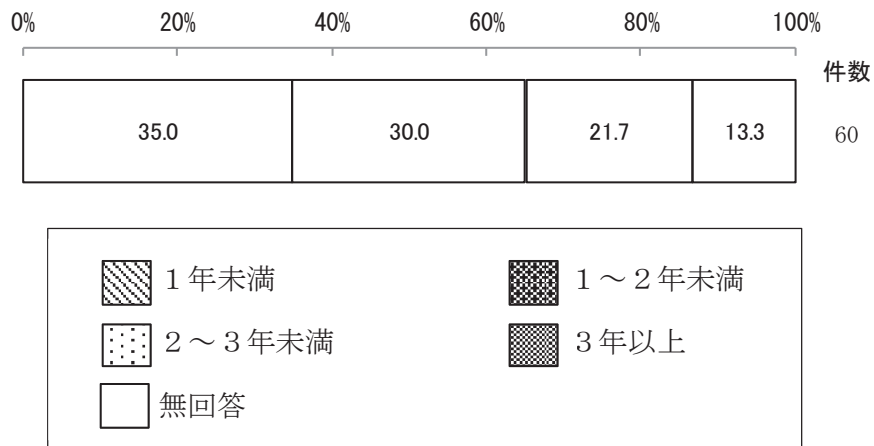 0% 20% 40% 60% 80% 100%
件数
35.0 30.0 21.7 13.3 60
１年未満 １～２年未満
２～３年未満 ３年以上
無回答